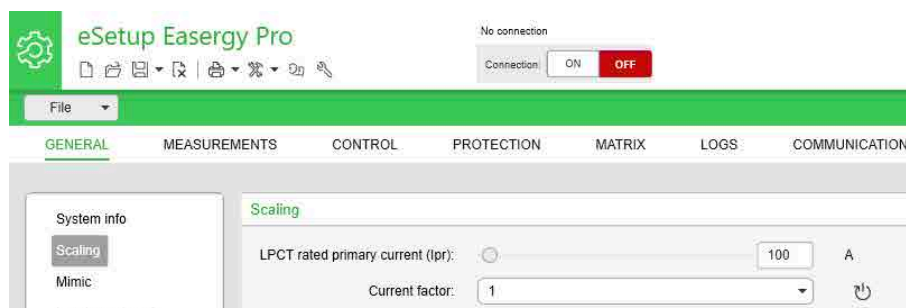 eSetup Easergy Pro
No connection
Connection: ON OFF
File
GENERAL MEASUREMENTS CONTROL PROTECTION MATRIX LOGS COMMUNICATION
System info
Scaling
Mimic
Scaling
LPCT rated primary current (Ipr): 100 A
Current factor: 1